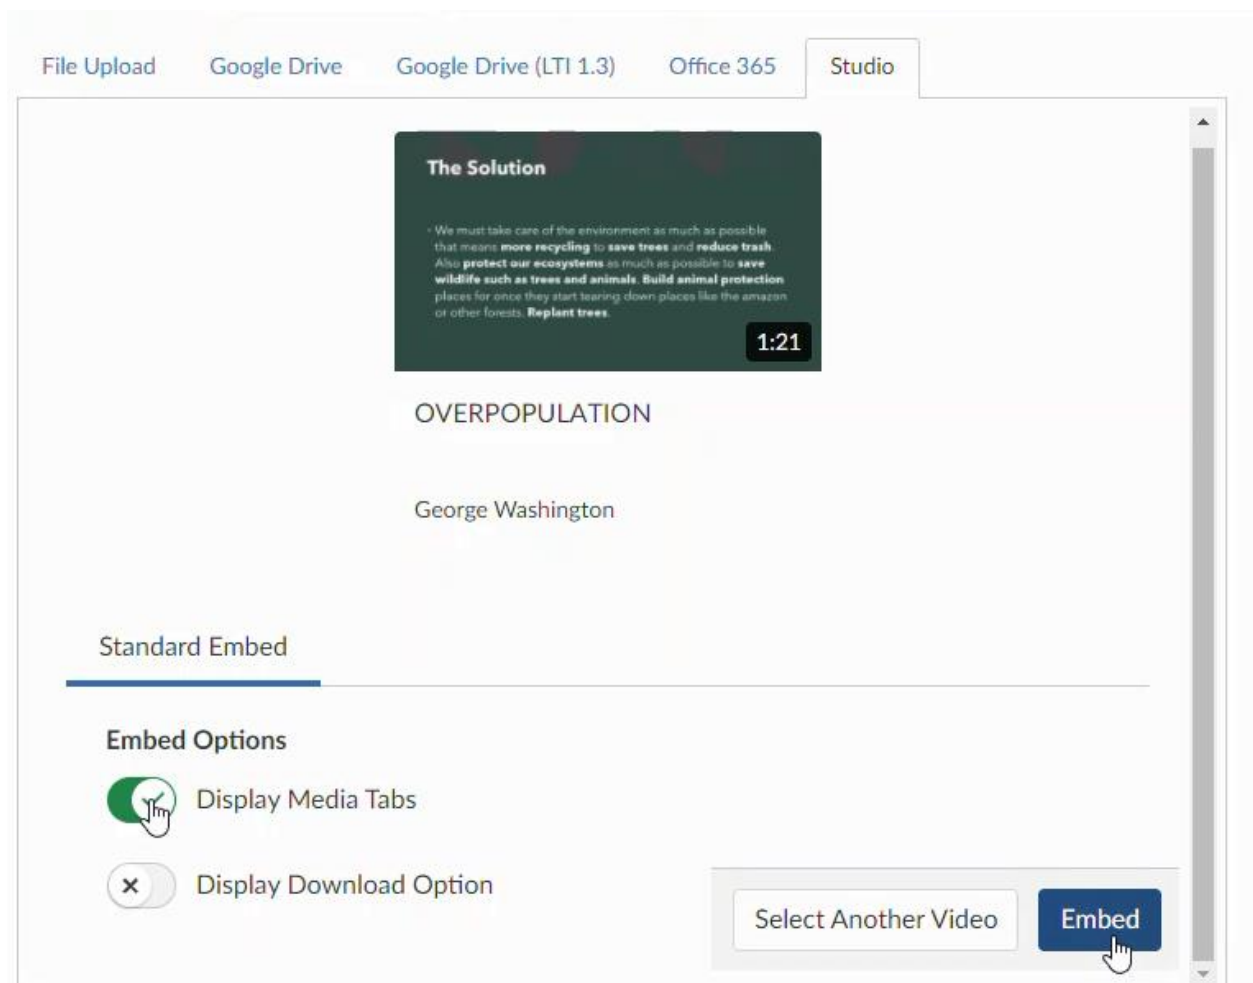 File Upload Google Drive Google Drive (LTI 1.3) Office 365 Studio
The Solution
· We must take care of the environment as much as possible
that means more recycling to save trees and reduce trash.
Also protect our ecosystems as much as possible to save
wildlife such as trees and animals. Build animal protection
places for once they start tearing down places like the amazon
or other forests. Replant trees.
1:21
OVERPOPULATION
George Washington
Standard Embed
Embed Options
Display Media Tabs
Display Download Option
Select Another Video Embed